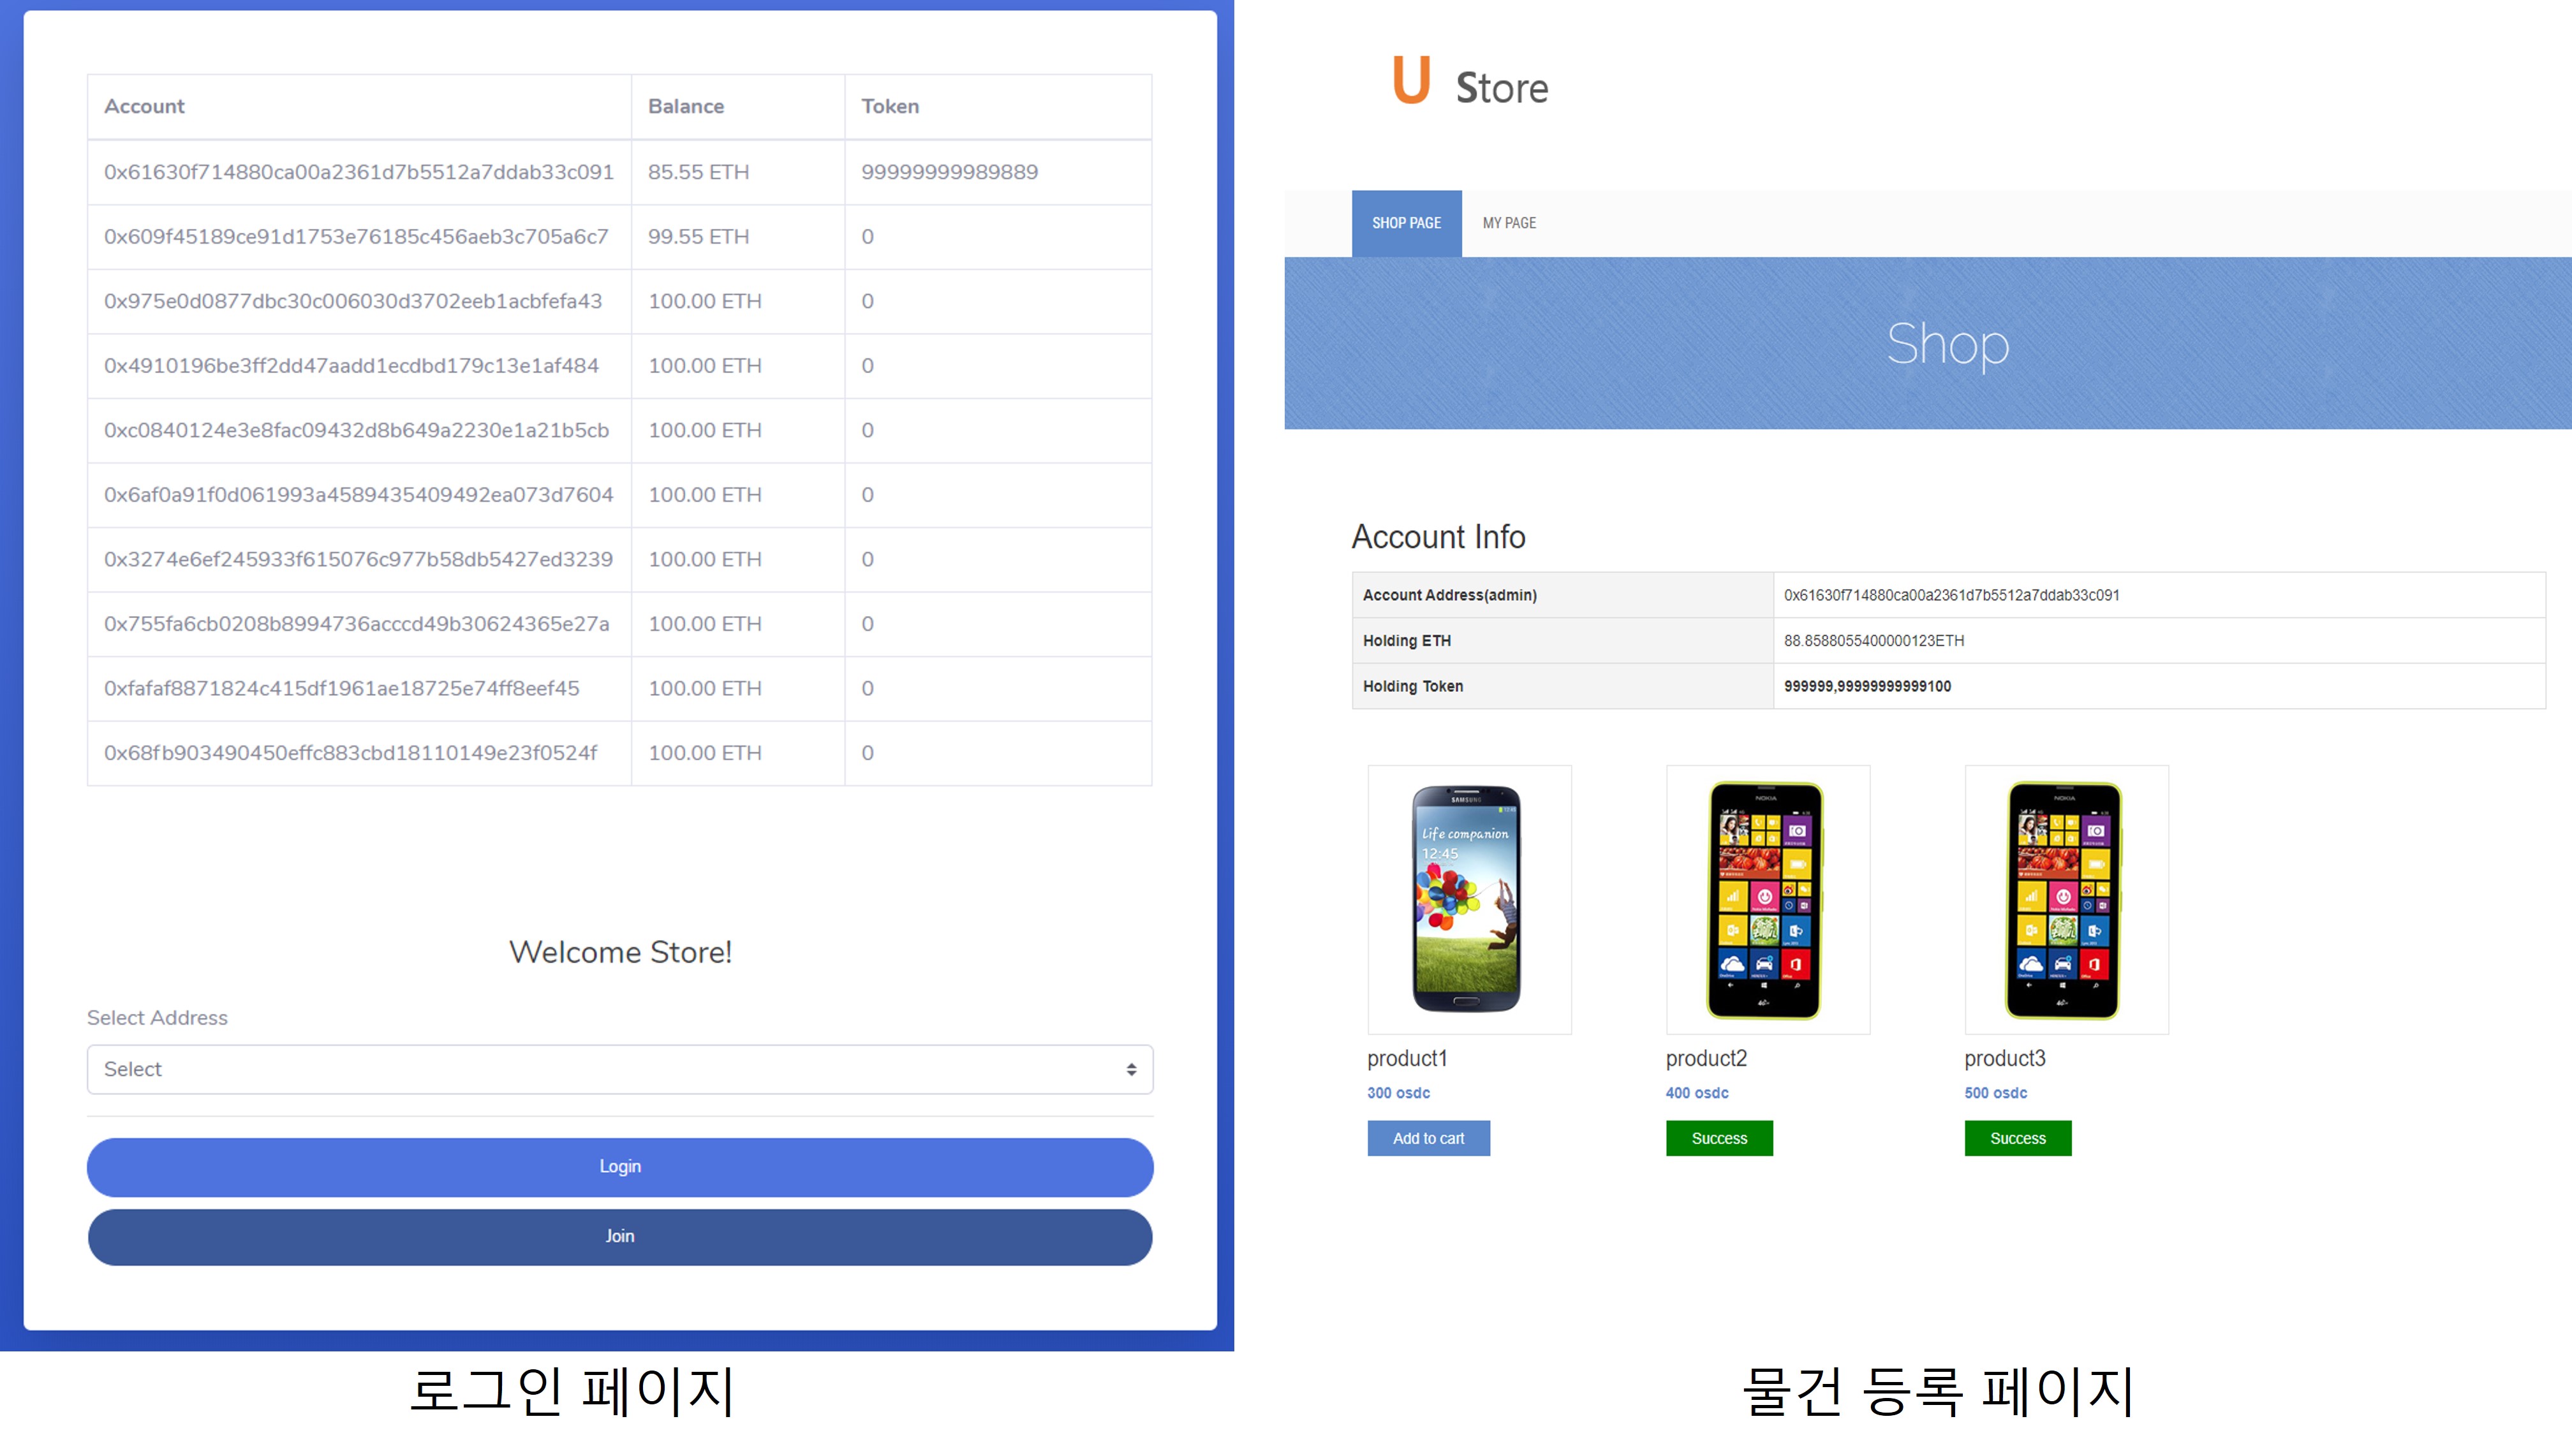 Account Balance Token
0x61630f714880ca00a2361d7b5512a7ddab33c091 85.55 ETH 99999999989889
0x609f45189ce91d1753e76185c456aeb3c705a6c7 99.55 ETH 0
0x975e0d0877dbc30c006030d3702eeb1acbfefa43 100.00 ETH 0
0x4910196be3ff2dd47aadd1ecdbd179c13e1af484 100.00 ETH 0
0xc0840124e3e8fac09432d8b649a2230e1a21b5cb 100.00 ETH 0
0x6af0a91f0d061993a4589435409492ea073d7604 100.00 ETH 0
0x3274e6ef245933f615076c977b58db5427ed3239 100.00 ETH 0
0x755fa6cb0208b8994736acccd49b30624365e27a 100.00 ETH 0
0xfafaf8871824c415df1961ae18725e74ff8eef45 100.00 ETH 0
0x68fb903490450effc883cbd18110149e23f0524f 100.00 ETH 0
Welcome Store!
Select Address
Select
Login
Join
로그인 페이지
U Store
SHOP PAGE MY PAGE
Shop
Account Info
Account Address(admin) 0x61630f714880ca00a2361d7b5512a7ddab33c091
Holding ETH 88.8588055400000123ETH
Holding Token 999999,99999999999100
SAMSUNG
Life companion
12:45
NOKIA
NOKIA
product1 product2 product3
300 osdc 400 osdc 500 osdc
Add to cart Success Success
물건 등록 페이지